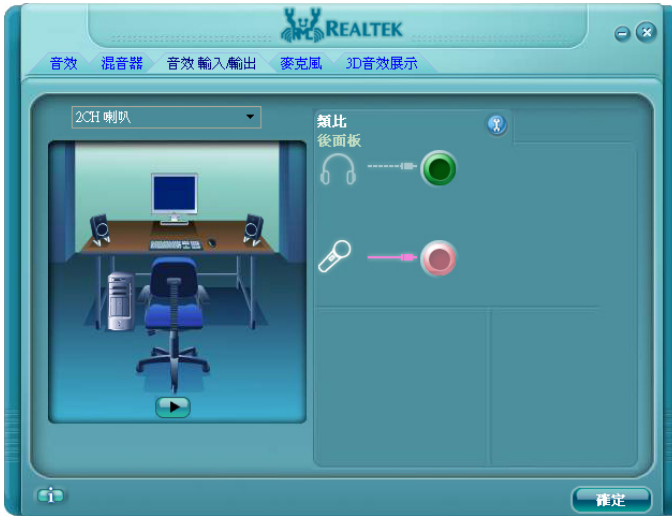 REALTEK
音效 混音器 音效 輸入/輸出 麥克風 3D音效展示
2CH 喇叭
類比
後面板
i
確定